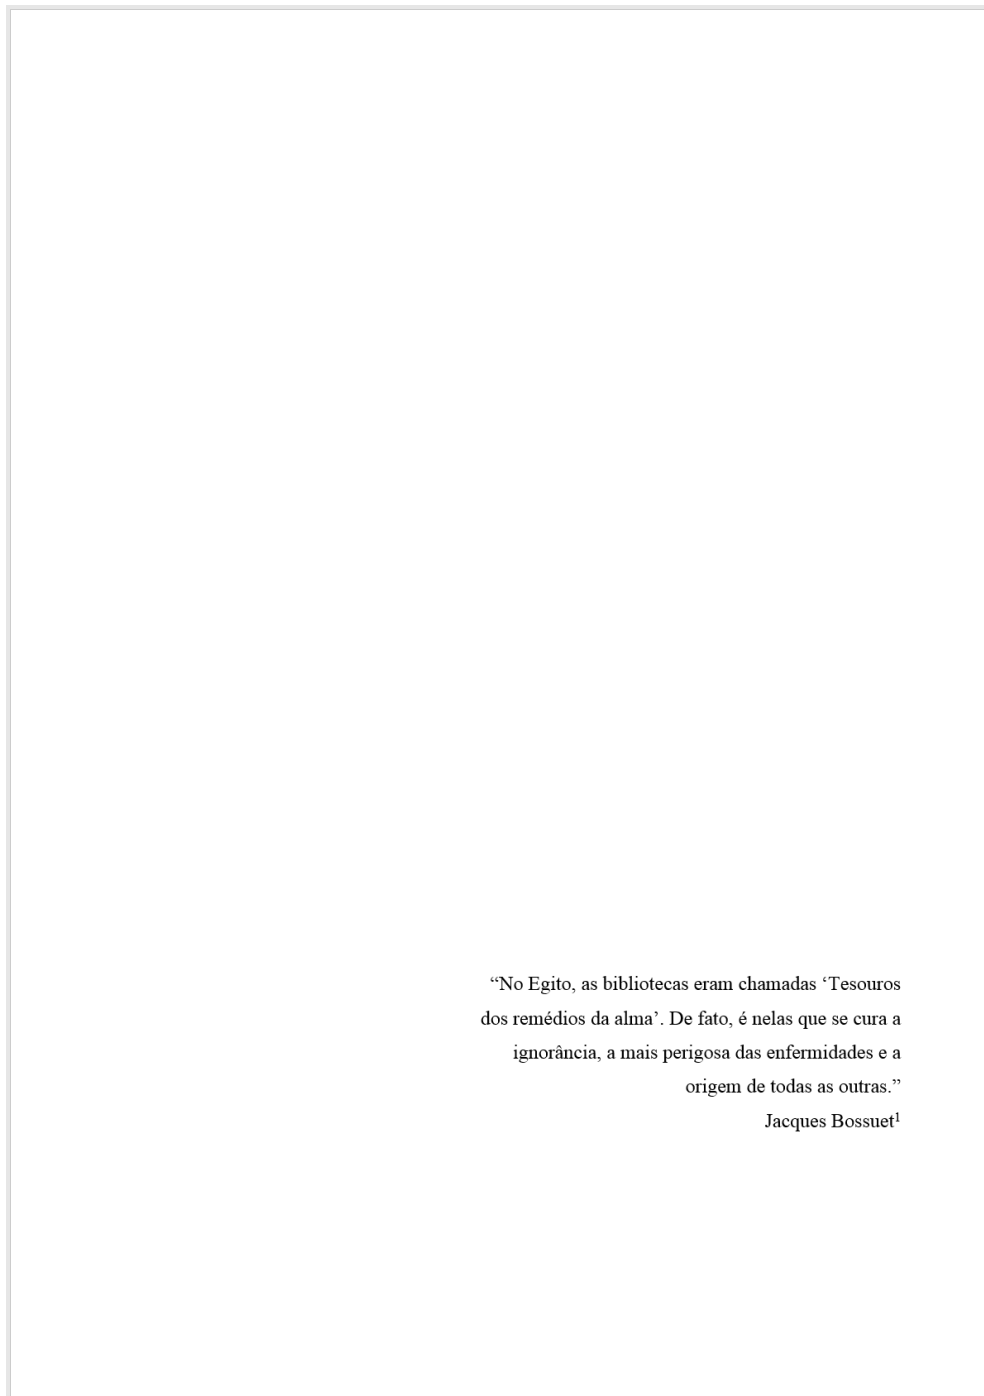 “No Egito, as bibliotecas eram chamadas ‘Tesouros
dos remédios da alma’. De fato, é nelas que se cura a
ignorância, a mais perigosa das enfermidades e a
origem de todas as outras.”
Jacques Bossuet¹